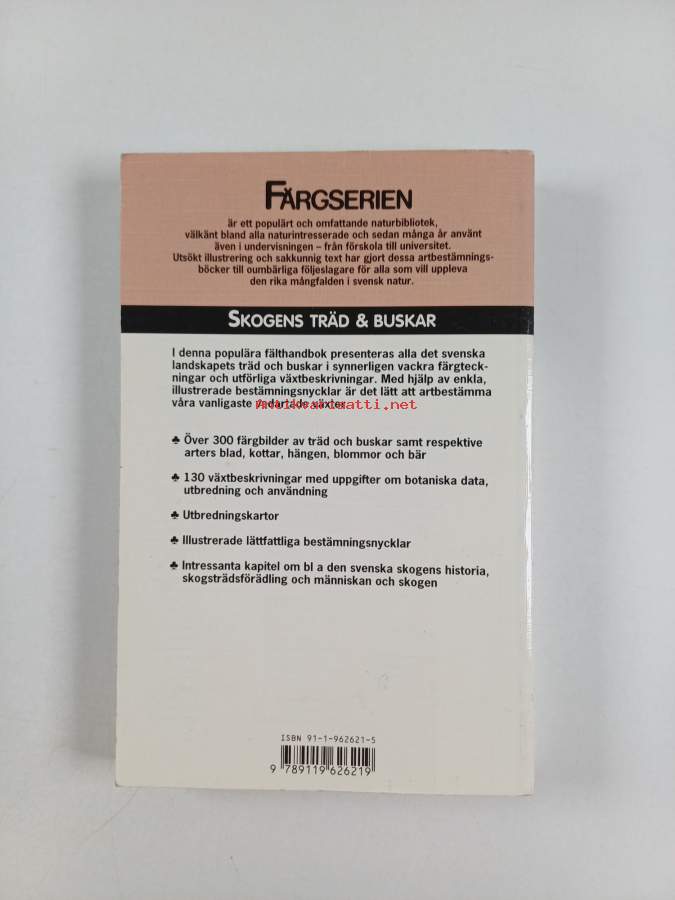 FÄRGSERIEN
är ett populärt och omfattande naturbibliotek,
välkänt bland alla naturintresserade och sedan många år använt
även i undervisningen – från förskola till universitet.
Utsökt illustrering och sakkunnig text har gjort dessa artbestämnings-
böcker till oumbärliga följeslagare för alla som vill uppleva
den rika mångfalden i svensk natur.
SKOGENS TRÄD & BUSKAR
I denna populära fälthandbok presenteras alla det svenska
landskapets träd och buskar i synnerligen vackra färgteck-
ningar och utförliga växtbeskrivningar. Med hjälp av enkla,
illustrerade bestämningsnycklar är det lätt att artbestämma
våra vanligaste vedartade växter.
♣ Över 300 färgbilder av träd och buskar samt respektive
arters blad, kottar, hängen, blommor och bär
♣ 130 växtbeskrivningar med uppgifter om botaniska data,
utbredning och användning
♣ Utbredningskartor
♣ Illustrerade lättfattliga bestämningsnycklar
♣ Intressanta kapitel om bl a den svenska skogens historia,
skogsträdsförädling och människan och skogen
ISBN 91-1-962621-5
9 789119 626219